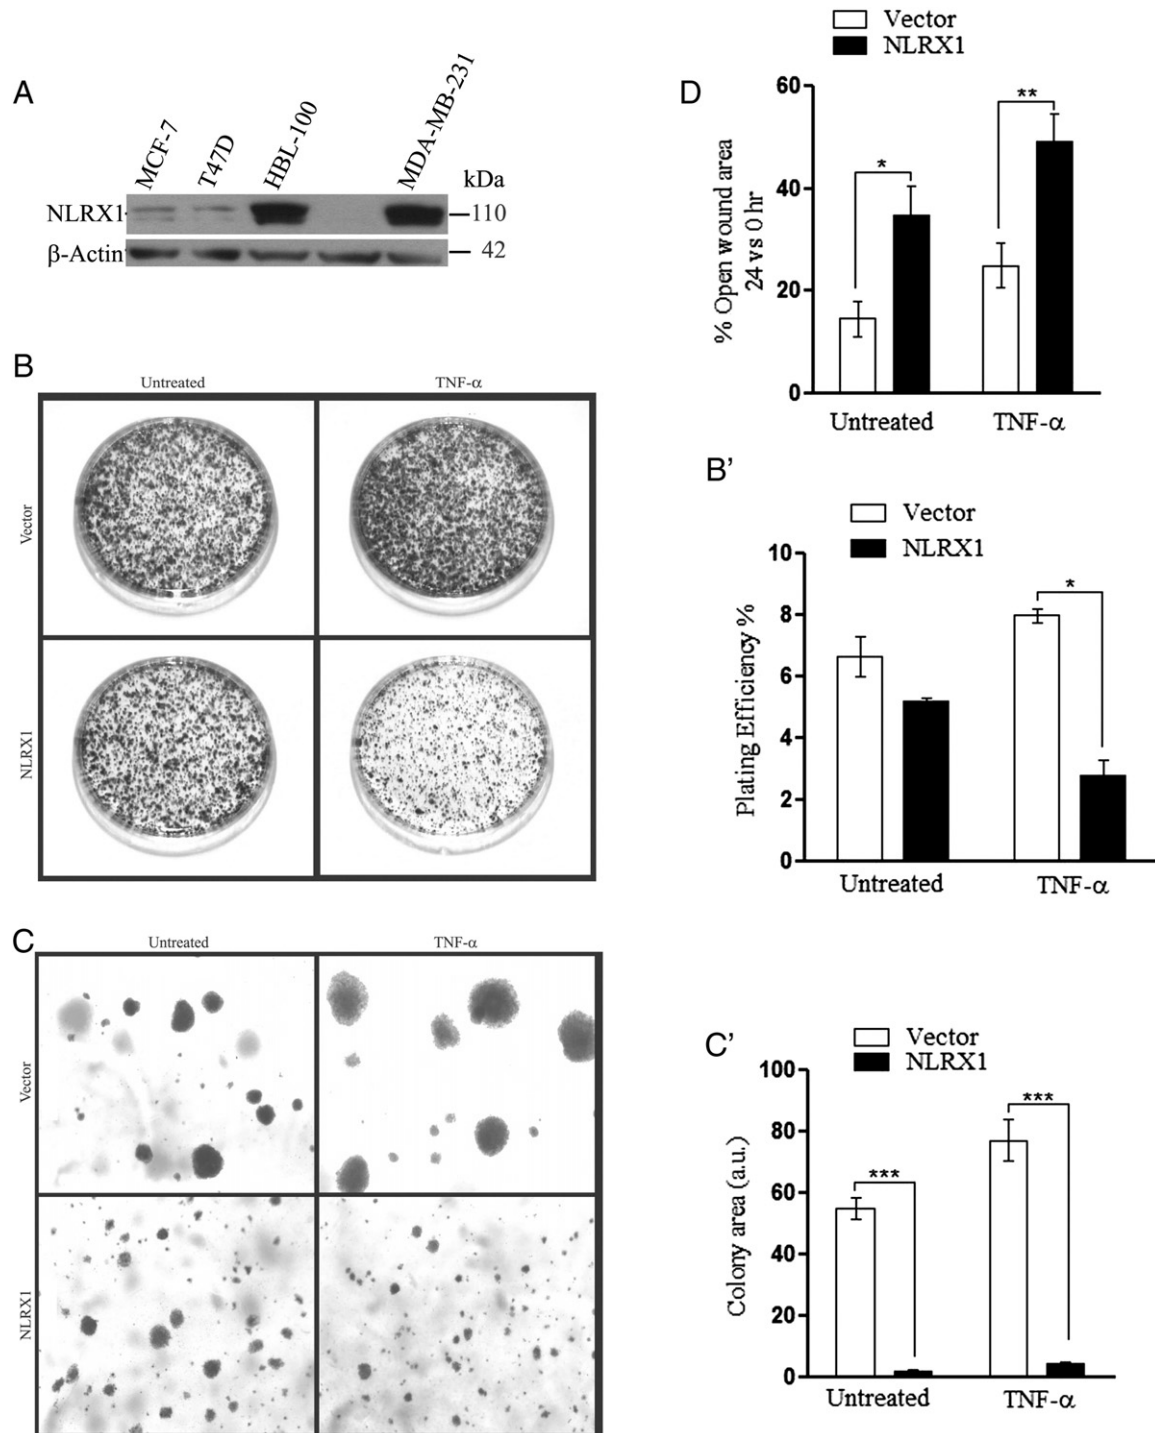 A
MCF-7
T47D
HBL-100
MDA-MB-231
kDa
NLRX1
110
β-Actin
42
B
Untreated
TNF-α
Vector
NLRX1
C
Untreated
TNF-α
Vector
NLRX1
D
Vector
NLRX1
% Open wound area
24 vs 0 hr
60
40
20
0
*
**
Untreated
TNF-α
B’
Vector
NLRX1
Plating Efficiency %
10
8
6
4
2
0
*
Untreated
TNF-α
C’
Vector
NLRX1
Colony area (a.u.)
100
80
60
40
20
0
***
***
Untreated
TNF-α